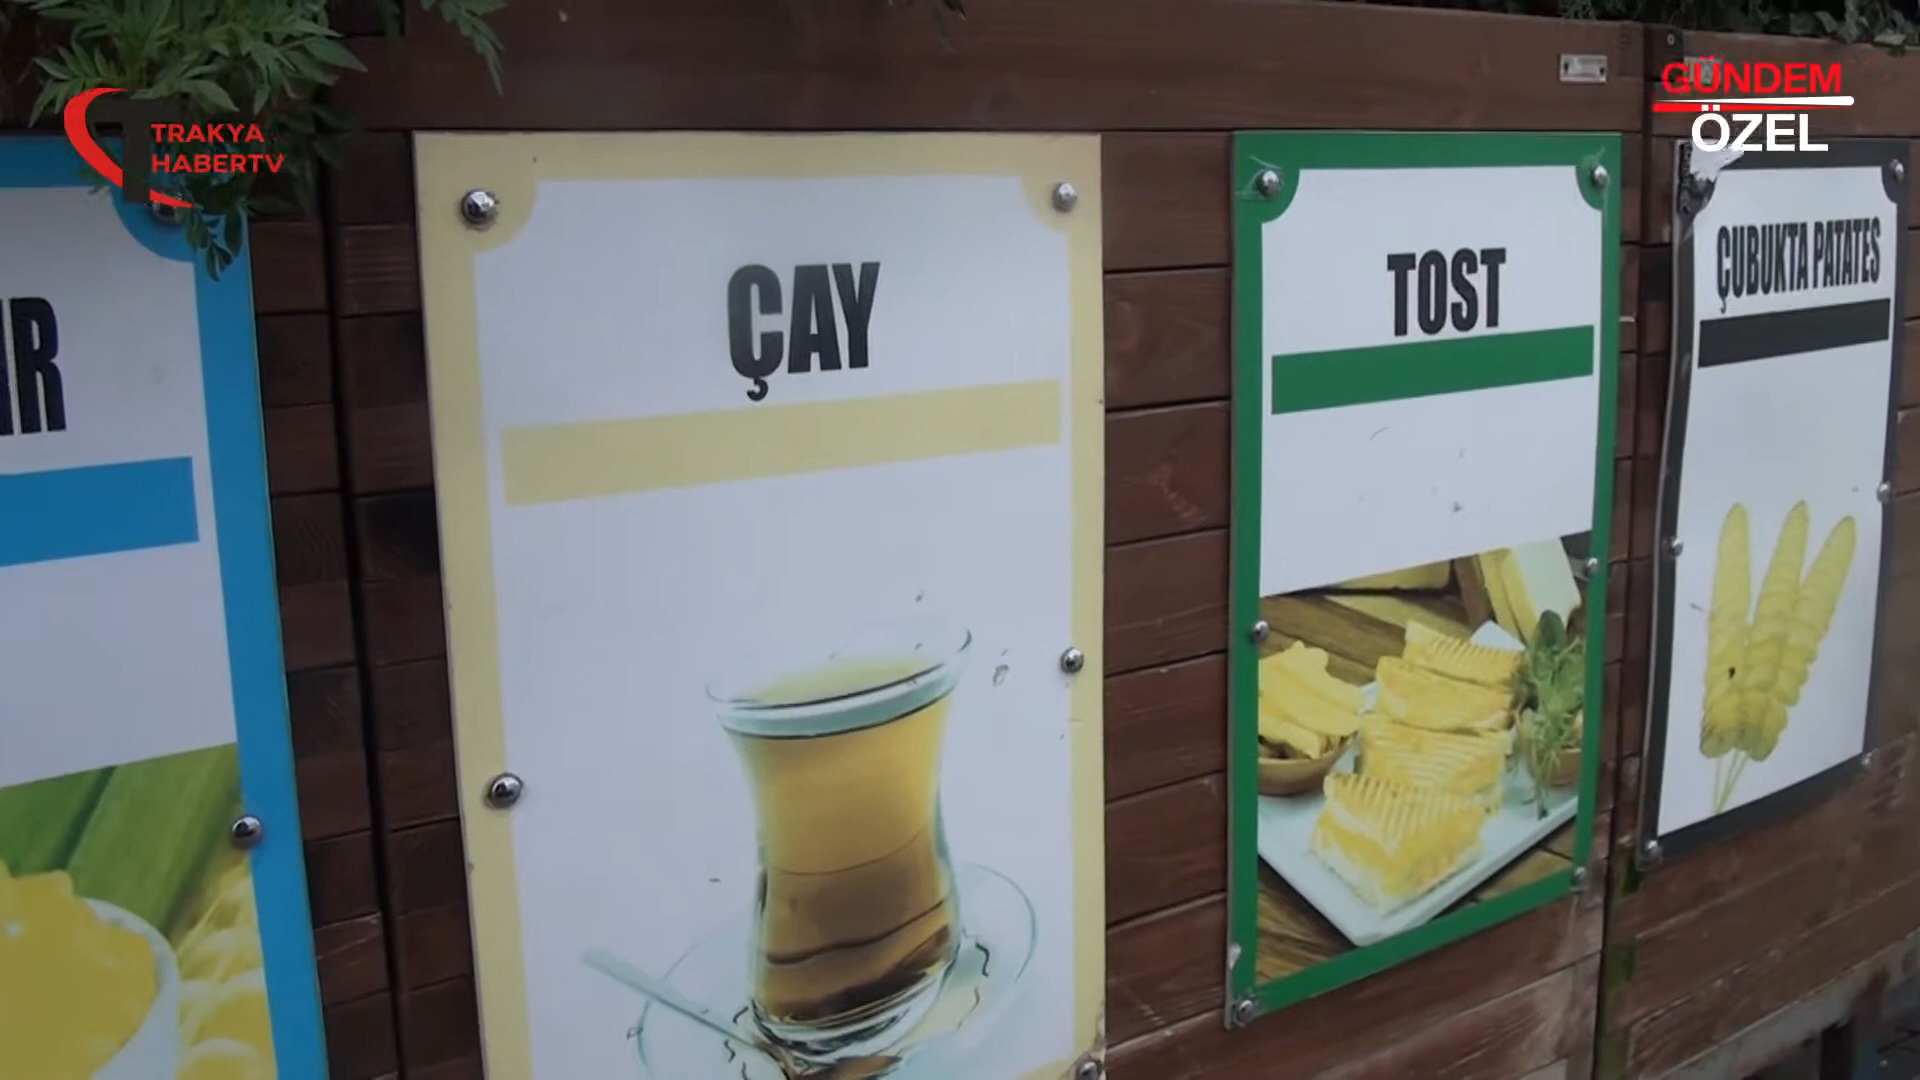 TRAKYA
HABERTV
GÜNDEM
ÖZEL
ÇAY
TOST
ÇUBUKTA PATATES